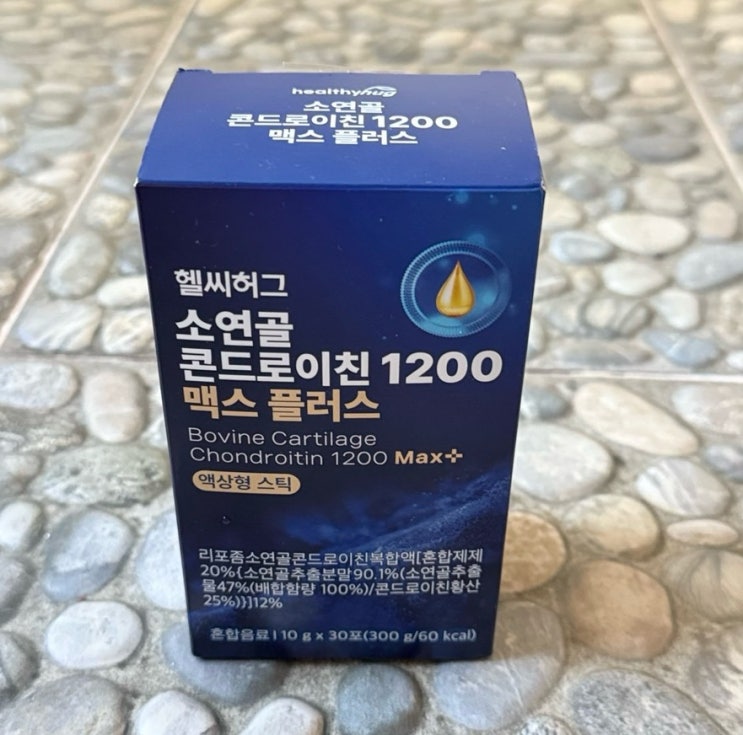 healthyhug
소연골
콘드로이친 1200
맥스 플러스
헬씨허그
소연골
콘드로이친 1200
맥스 플러스
Bovine Cartilage
Chondroitin 1200 Max+
액상형 스틱
리포좀소연골콘드로이친복합액[혼합제제
20%{소연골추출분말90.1%(소연골추출
물47%(배합함량 100%)/콘드로이친황산
25%)}]12%
혼합음료 | 10 g x 30포(300 g/60 kcal)